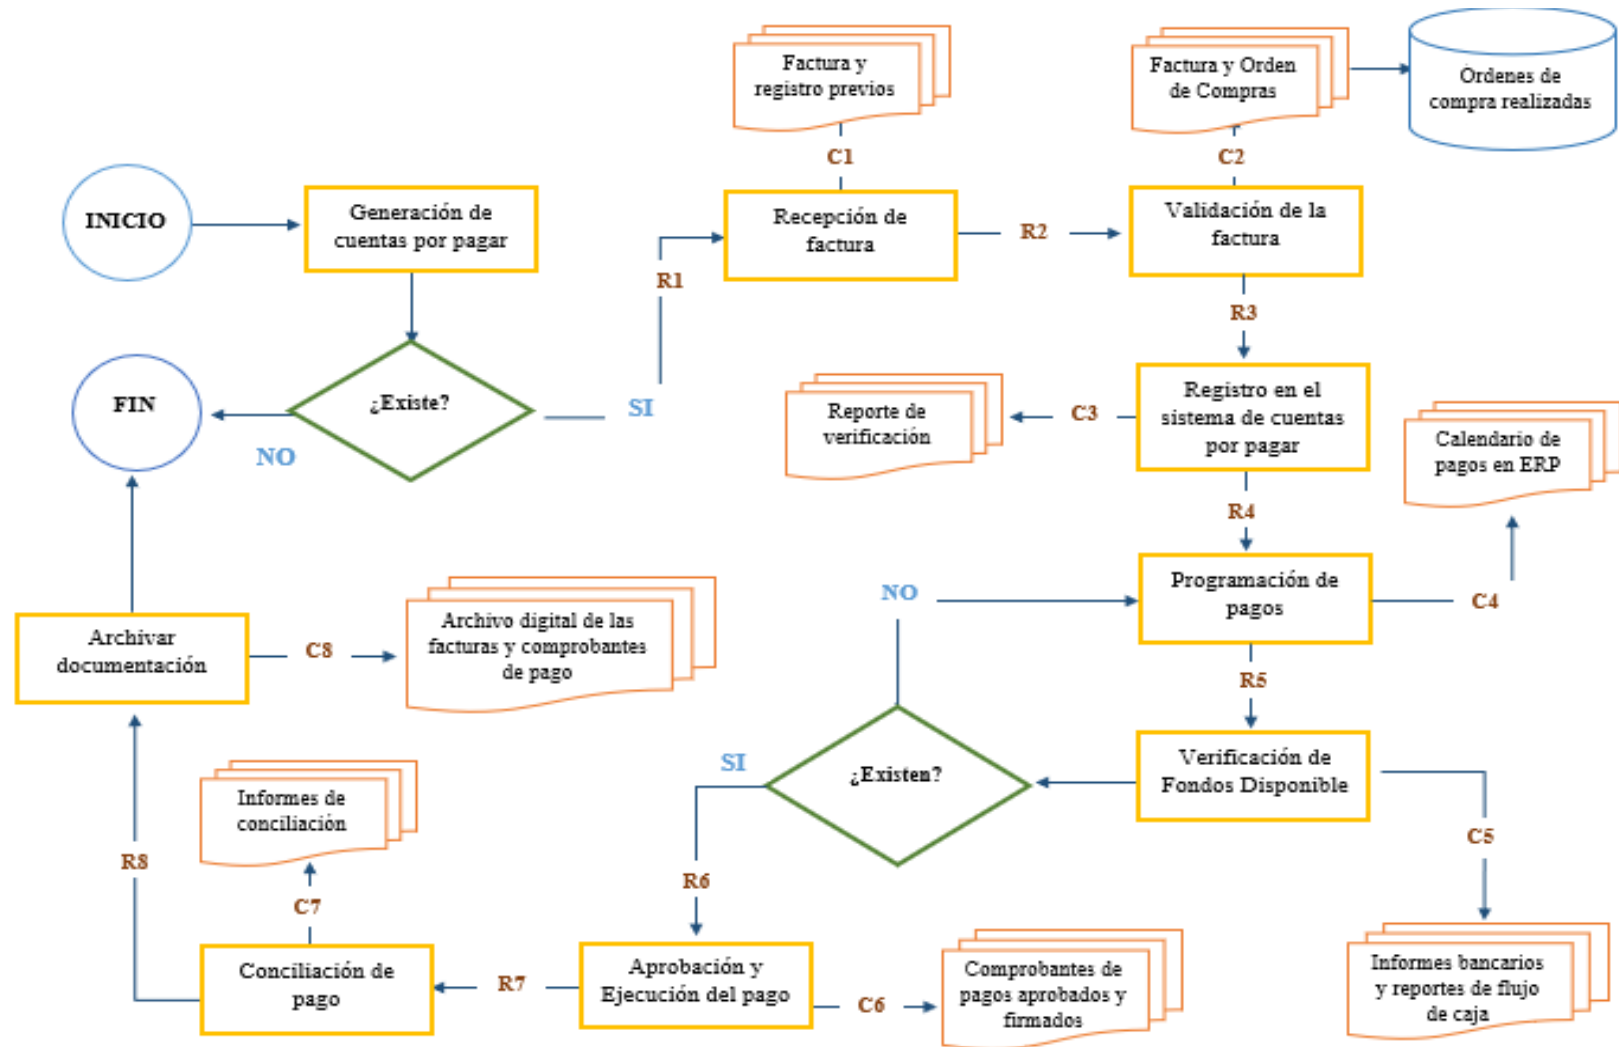 Factura y
registro previos
Factura y Orden
de Compras
Órdenes de
compra realizadas
C1
C2
INICIO
Generación de
cuentas por pagar
Recepción de
factura
R2
Validación de la
factura
R1
R3
¿Existe?
SI
NO
FIN
Reporte de
verificación
C3
Registro en el
sistema de cuentas
por pagar
Calendario de
pagos en ERP
R4
NO
Programación de
pagos
C4
Archivar
documentación
C8
Archivo digital de las
facturas y comprobantes
de pago
R5
SI
¿Existen?
Verificación de
Fondos Disponible
C5
Informes de
conciliación
R8
C7
R6
Conciliación de
pago
R7
Aprobación y
Ejecución del pago
C6
Comprobantes de
pagos aprobados y
firmados
Informes bancarios
y reportes de flujo
de caja